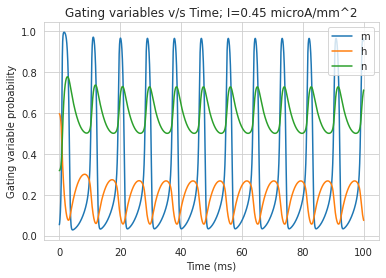 Gating variables v/s Time; I=0.45 microA/mm^2
Gating variable probability
1.0
0.8
0.6
0.4
0.2
0.0
m
h
n
0
20
40
60
80
100
Time (ms)